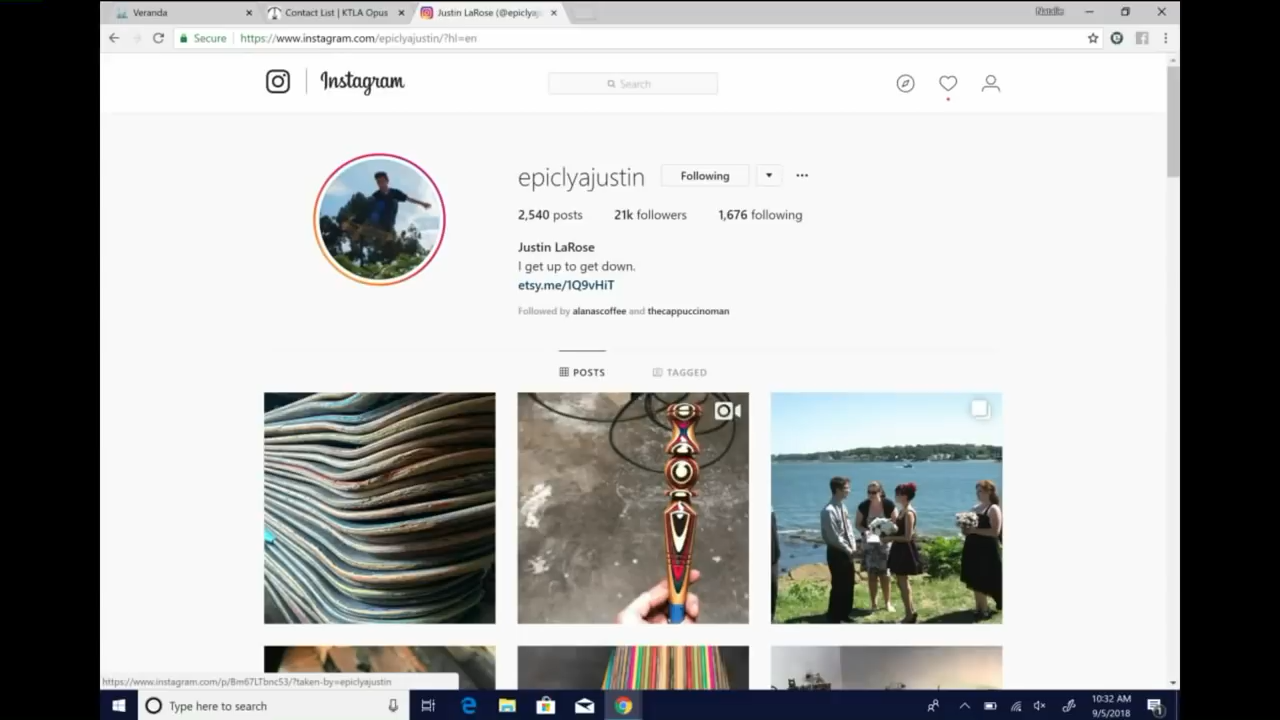 Veranda
Contact List | KTLA Opus
Justin LaRose (@epiclyaj
Secure
https://www.instagram.com/epiclyajustin/?hl=en
Instagram
Search
epiclyajustin
Following
2,540 posts
21k followers
1,676 following
Justin LaRose
I get up to get down.
etsy.me/1Q9vHiT
Followed by alanascoffee and thecappuccinoman
POSTS
TAGGED
https://www.instagram.com/p/Bm67LTbnc53/?taken-by=epiclyajustin
Type here to search
10:32 AM
9/5/2018